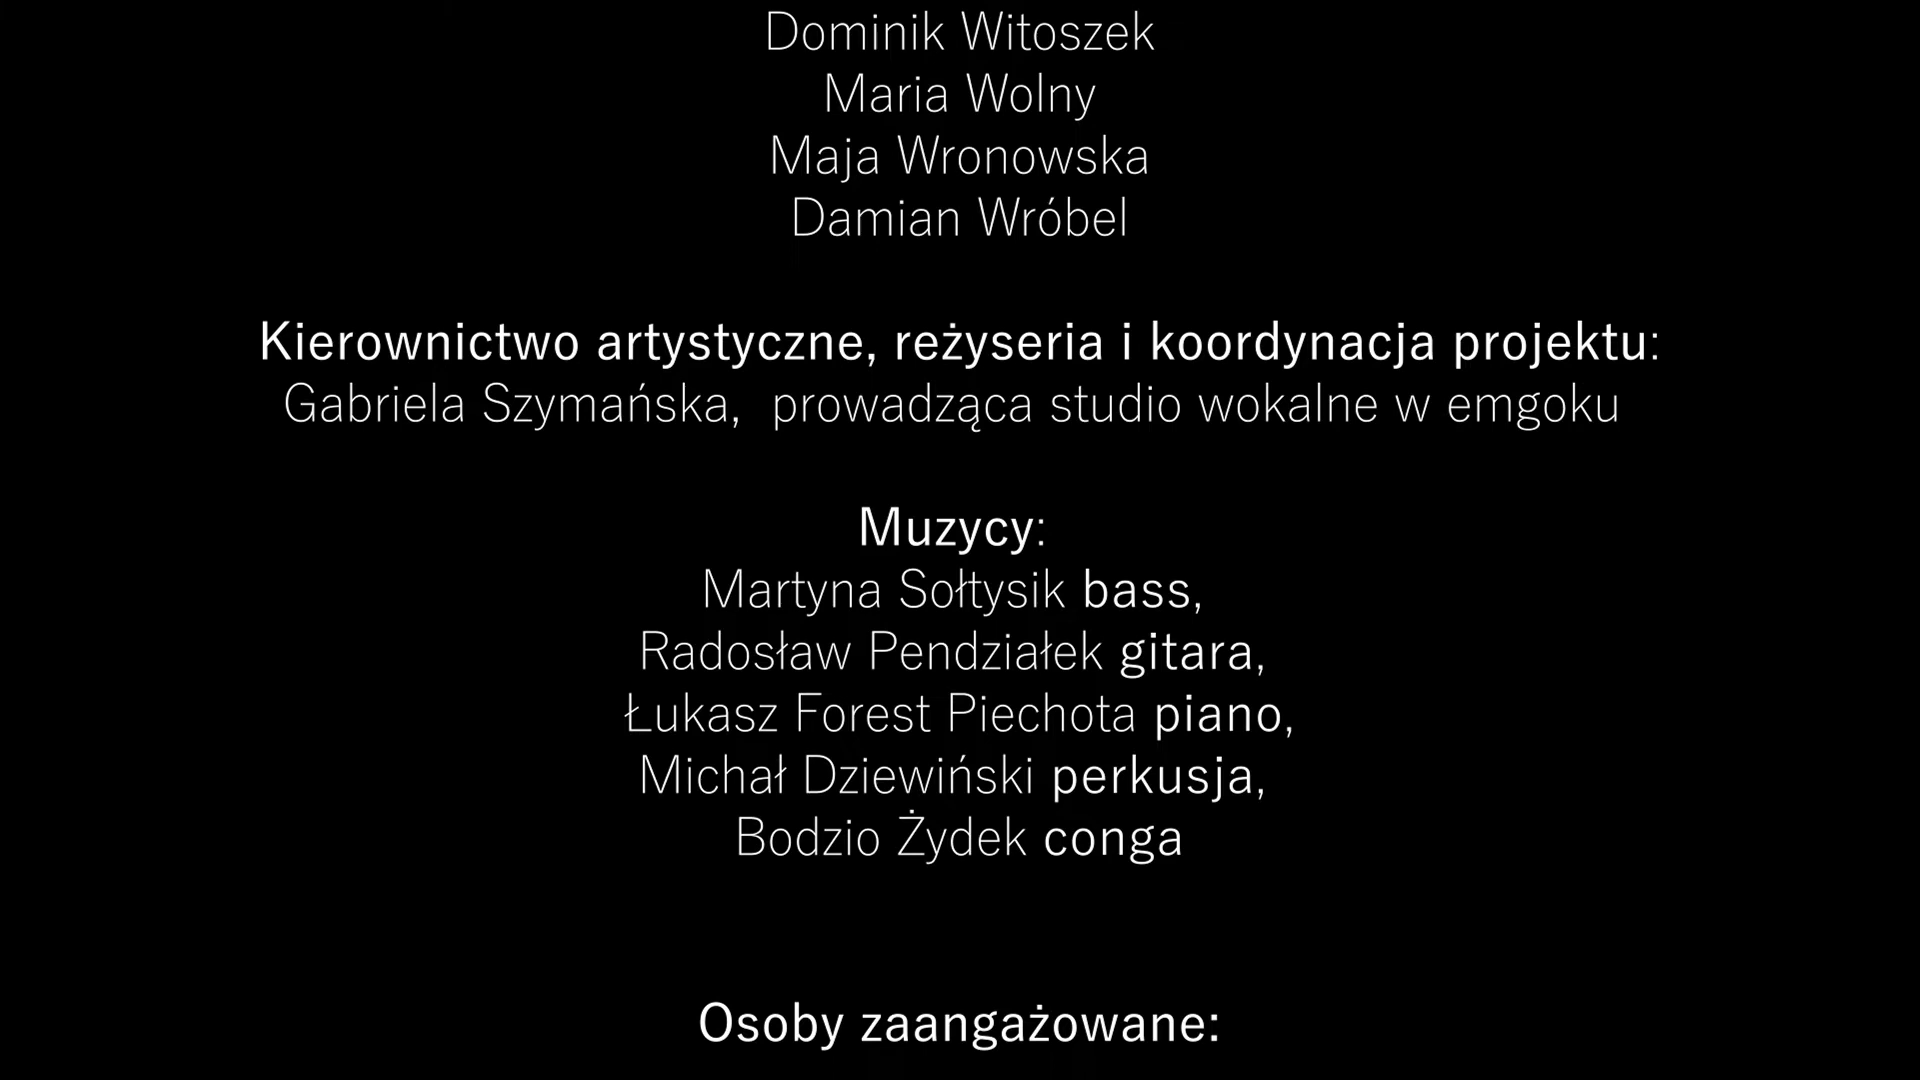 Dominik Witoszek
Maria Wolny
Maja Wronowska
Damian Wróbel
Kierownictwo artystyczne, reżyseria i koordynacja projektu:
Gabriela Szymańska, prowadząca studio wokalne w emgoku
Muzycy:
Martyna Sołtysik bass,
Radosław Pendziałek gitara,
Łukasz Forest Piechota piano,
Michał Dziewiński perkusja,
Bodzio Żydek conga
Osoby zaangażowane: